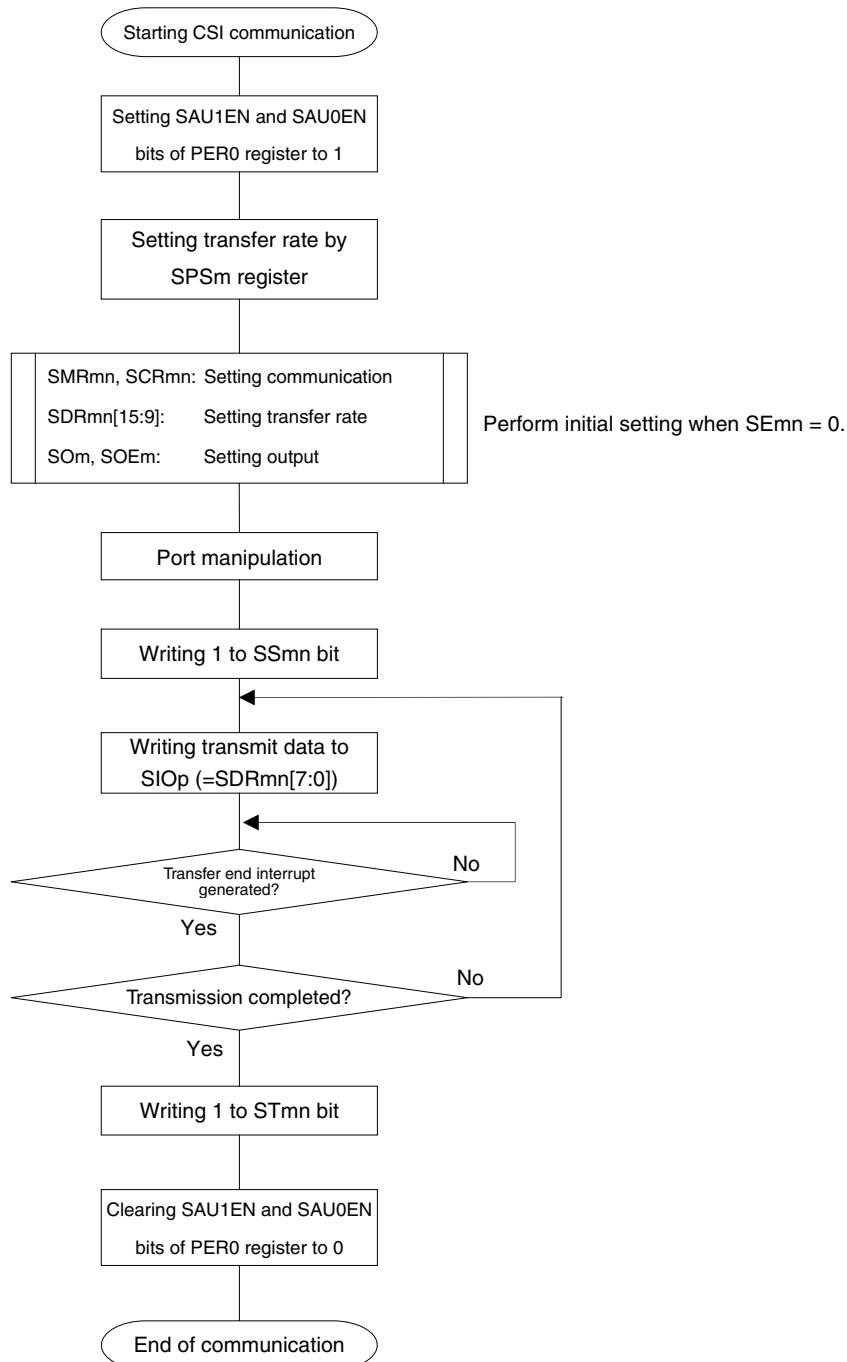 Starting CSI communication
Setting SAU1EN and SAU0EN
bits of PER0 register to 1
Setting transfer rate by
SPSm register
SMRmn, SCRmn: Setting communication
SDRmn[15:9]: Setting transfer rate
SOm, SOEm: Setting output
Perform initial setting when SEmn = 0.
Port manipulation
Writing 1 to SSmn bit
Writing transmit data to
SIOp (=SDRmn[7:0])
Transfer end interrupt
generated?
No
Yes
Transmission completed?
No
Yes
Writing 1 to STmn bit
Clearing SAU1EN and SAU0EN
bits of PER0 register to 0
End of communication